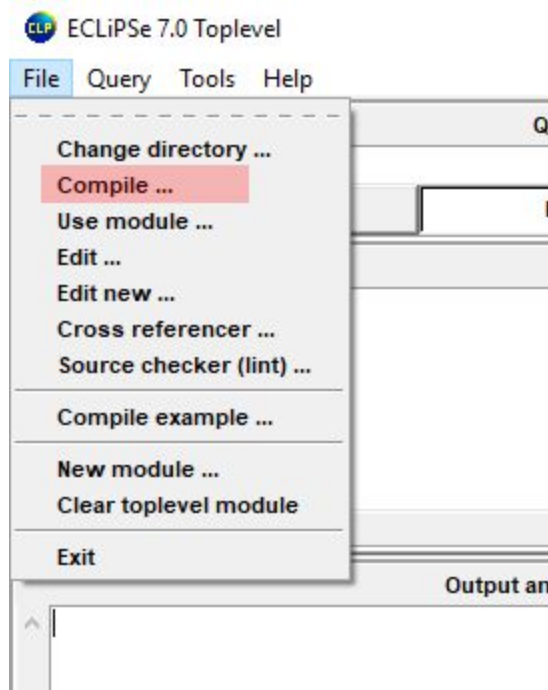 CLP ECLiPSe 7.0 Toplevel
File Query Tools Help
Change directory ...
Compile ...
Use module ...
Edit ...
Edit new ...
Cross referencer ...
Source checker (lint) ...
Compile example ...
New module ...
Clear toplevel module
Exit
Q
Output an